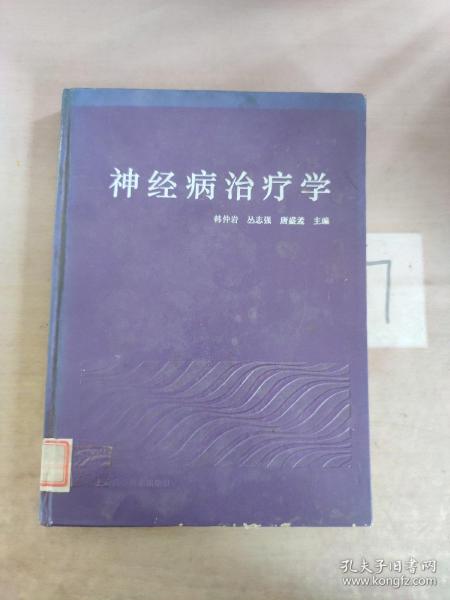 神经病治疗学
韩仲岩 丛志强 唐盛孟 主编
7
孔夫子旧书网
www.kongfz.com